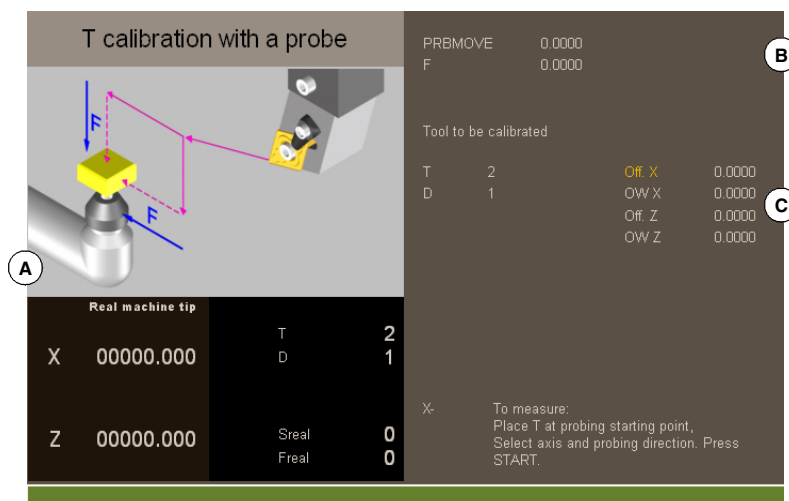 T calibration with a probe
F
F
A
Real machine tip
X 00000.000
Z 00000.000
T 2
D 1
Sreal 0
Freal 0
PRBMOVE 0.0000
F 0.0000
B
Tool to be calibrated
T 2
D 1
Off. X 0.0000
OW X 0.0000
Off. Z 0.0000
OW Z 0.0000
C
X- To measure:
Place T at probing starting point,
Select axis and probing direction. Press
START.